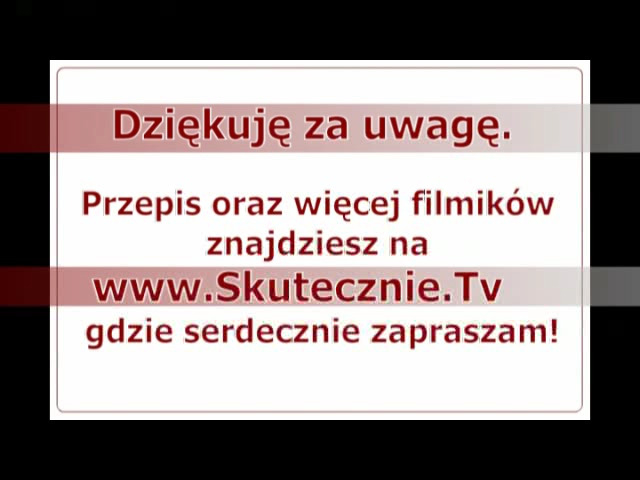 Dziękuję za uwagę.
Przepis oraz więcej filmików
znajdziesz na
www.Skutecznie.Tv
gdzie serdecznie zapraszam!